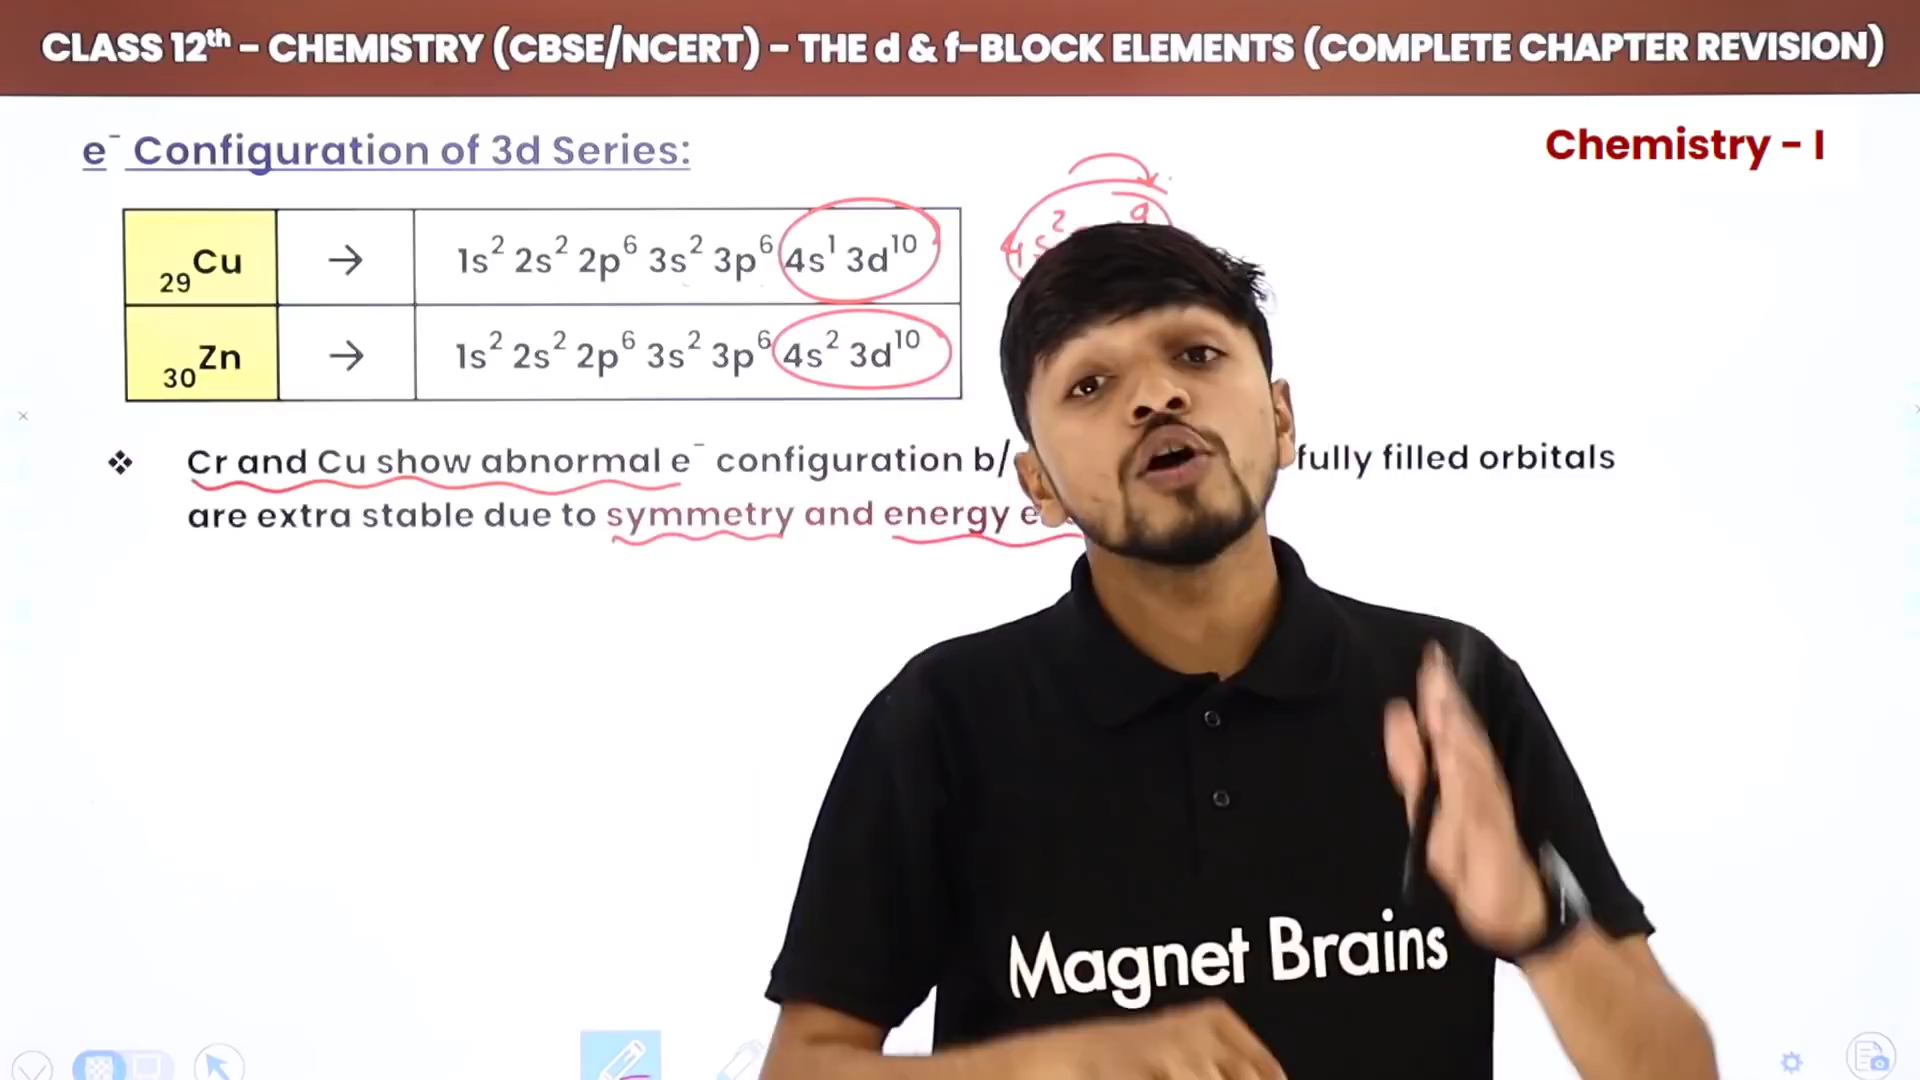 CLASS 12ᵗʰ – CHEMISTRY (CBSE/NCERT) – THE d & f–BLOCK ELEMENTS (COMPLETE CHAPTER REVISION)
e⁻ Configuration of 3d Series:
Chemistry – I
₂₉Cu → 1s² 2s² 2p⁶ 3s² 3p⁶ 4s¹ 3d¹⁰
4s² 9
₃₀Zn → 1s² 2s² 2p⁶ 3s² 3p⁶ 4s² 3d¹⁰
❖ Cr and Cu show abnormal e⁻ configuration b/ fully filled orbitals
are extra stable due to symmetry and energy
Magnet Brains